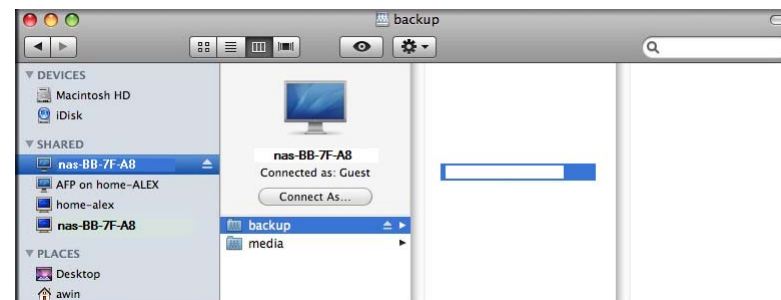 backup
DEVICES
Macintosh HD
iDisk
SHARED
nas-BB-7F-A8
AFP on home-ALEX
home-alex
nas-BB-7F-A8
PLACES
Desktop
awin
nas-BB-7F-A8
Connected as: Guest
Connect As...
backup
media